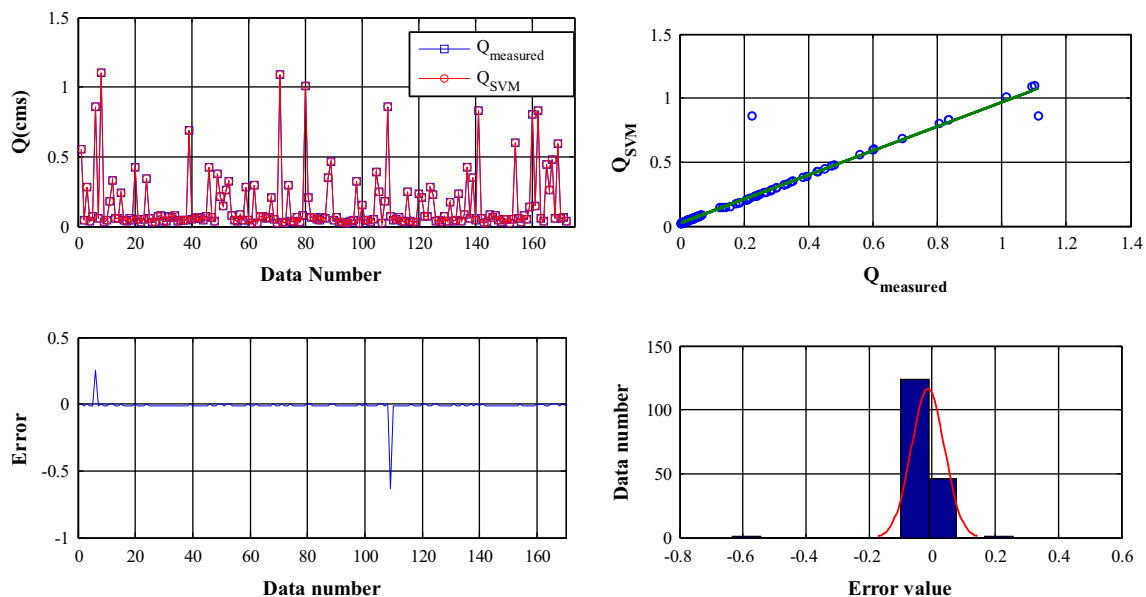 1.5
1
0.5
0
Q(cms)
Q_measured
Q_SVM
0 20 40 60 80 100 120 140 160
Data Number
1.5
1
0.5
0
Q_SVM
0 0.2 0.4 0.6 0.8 1 1.2 1.4
Q_measured
0.5
0
-0.5
-1
Error
0 20 40 60 80 100 120 140 160
Data number
150
100
50
0
Data number
-0.8 -0.6 -0.4 -0.2 0 0.2 0.4 0.6
Error value